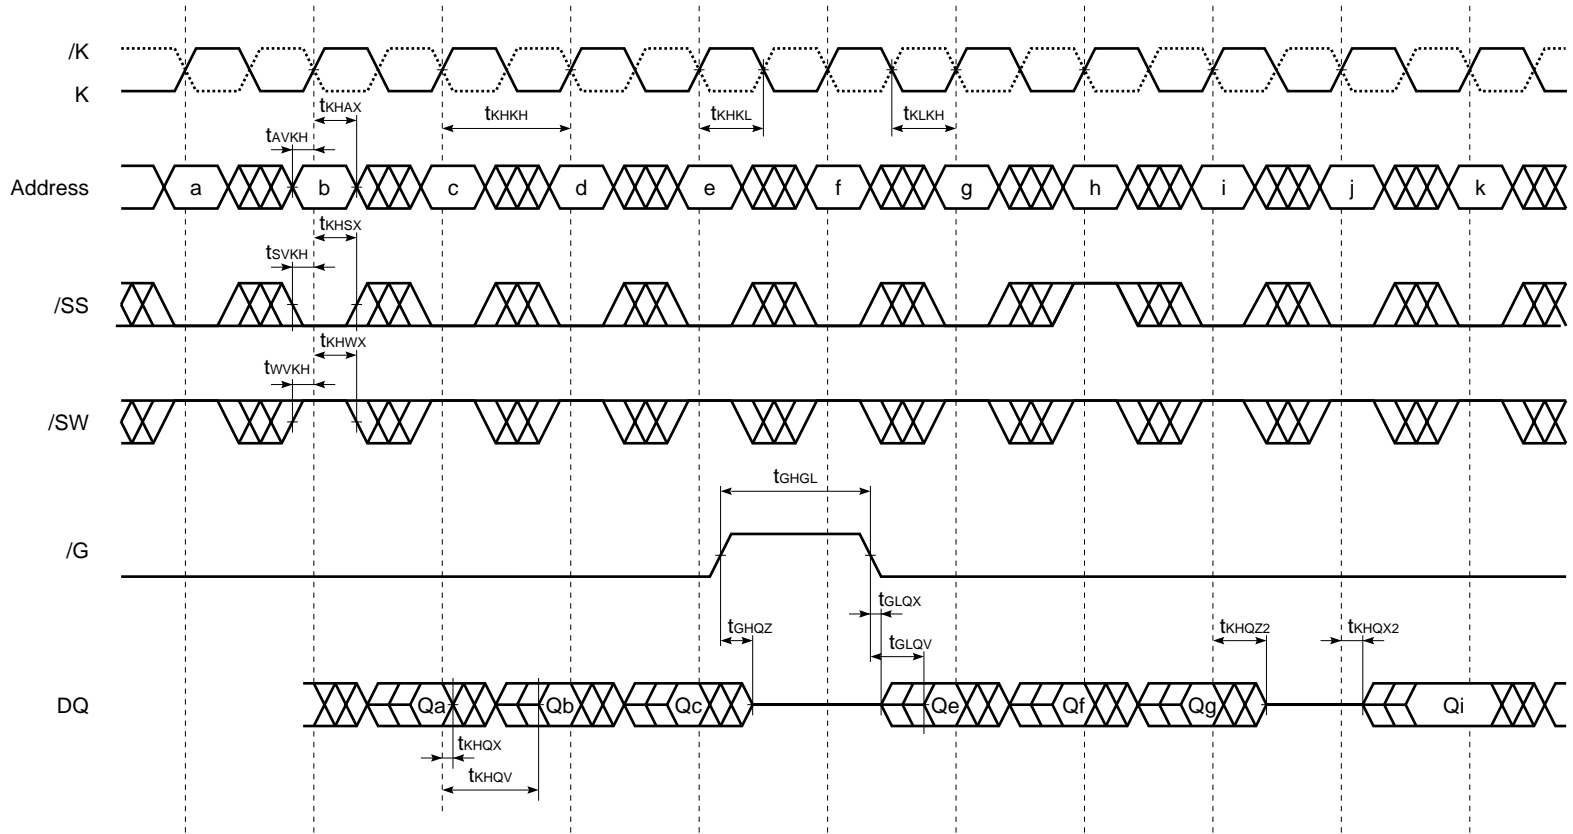 /K
K
tKHAX
tKHKH
tKHKL
tKLKH
tAVKH
Address
a
b
c
d
e
f
g
h
i
j
k
tKHSX
tSVKH
/SS
tKHWX
tWVKH
/SW
tGHGL
/G
tGLQX
tGHQZ
tGLQV
tKHQZ2
tKHQX2
DQ
Qa
Qb
Qc
Qe
Qf
Qg
Qi
tKHQX
tKHQV